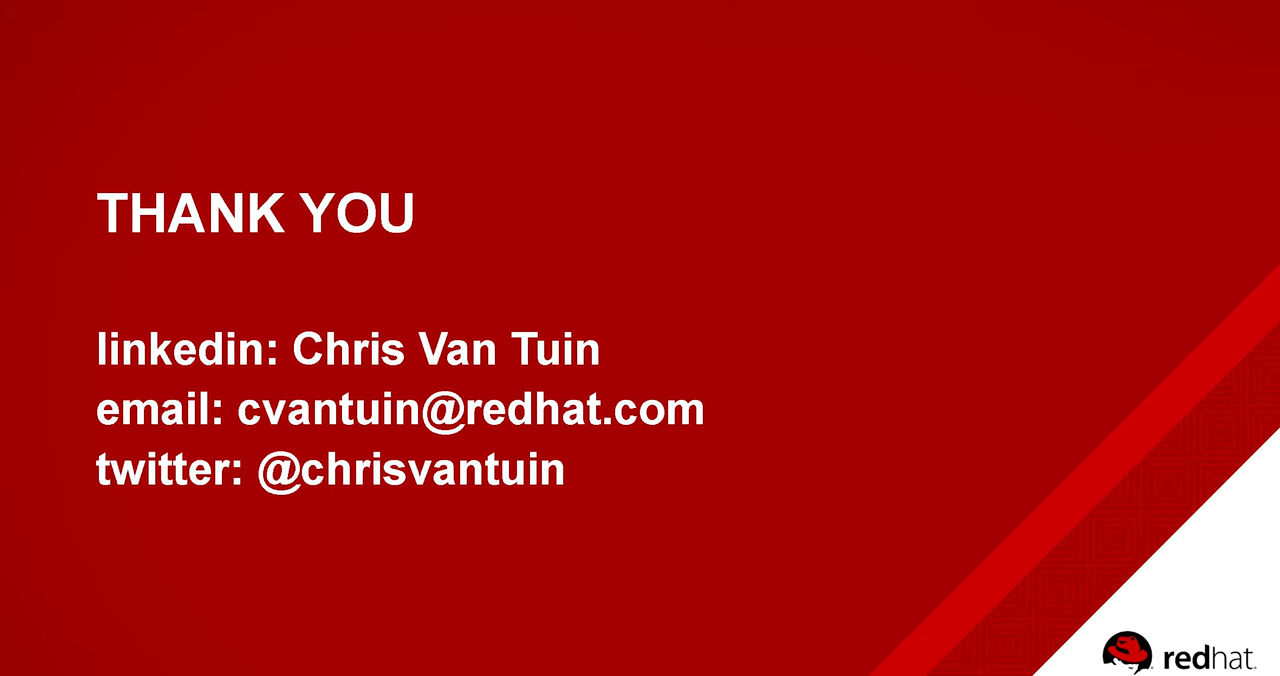 THANK YOU
linkedin: Chris Van Tuin
email: cvantuin@redhat.com
twitter: @chrisvantuin
redhat.